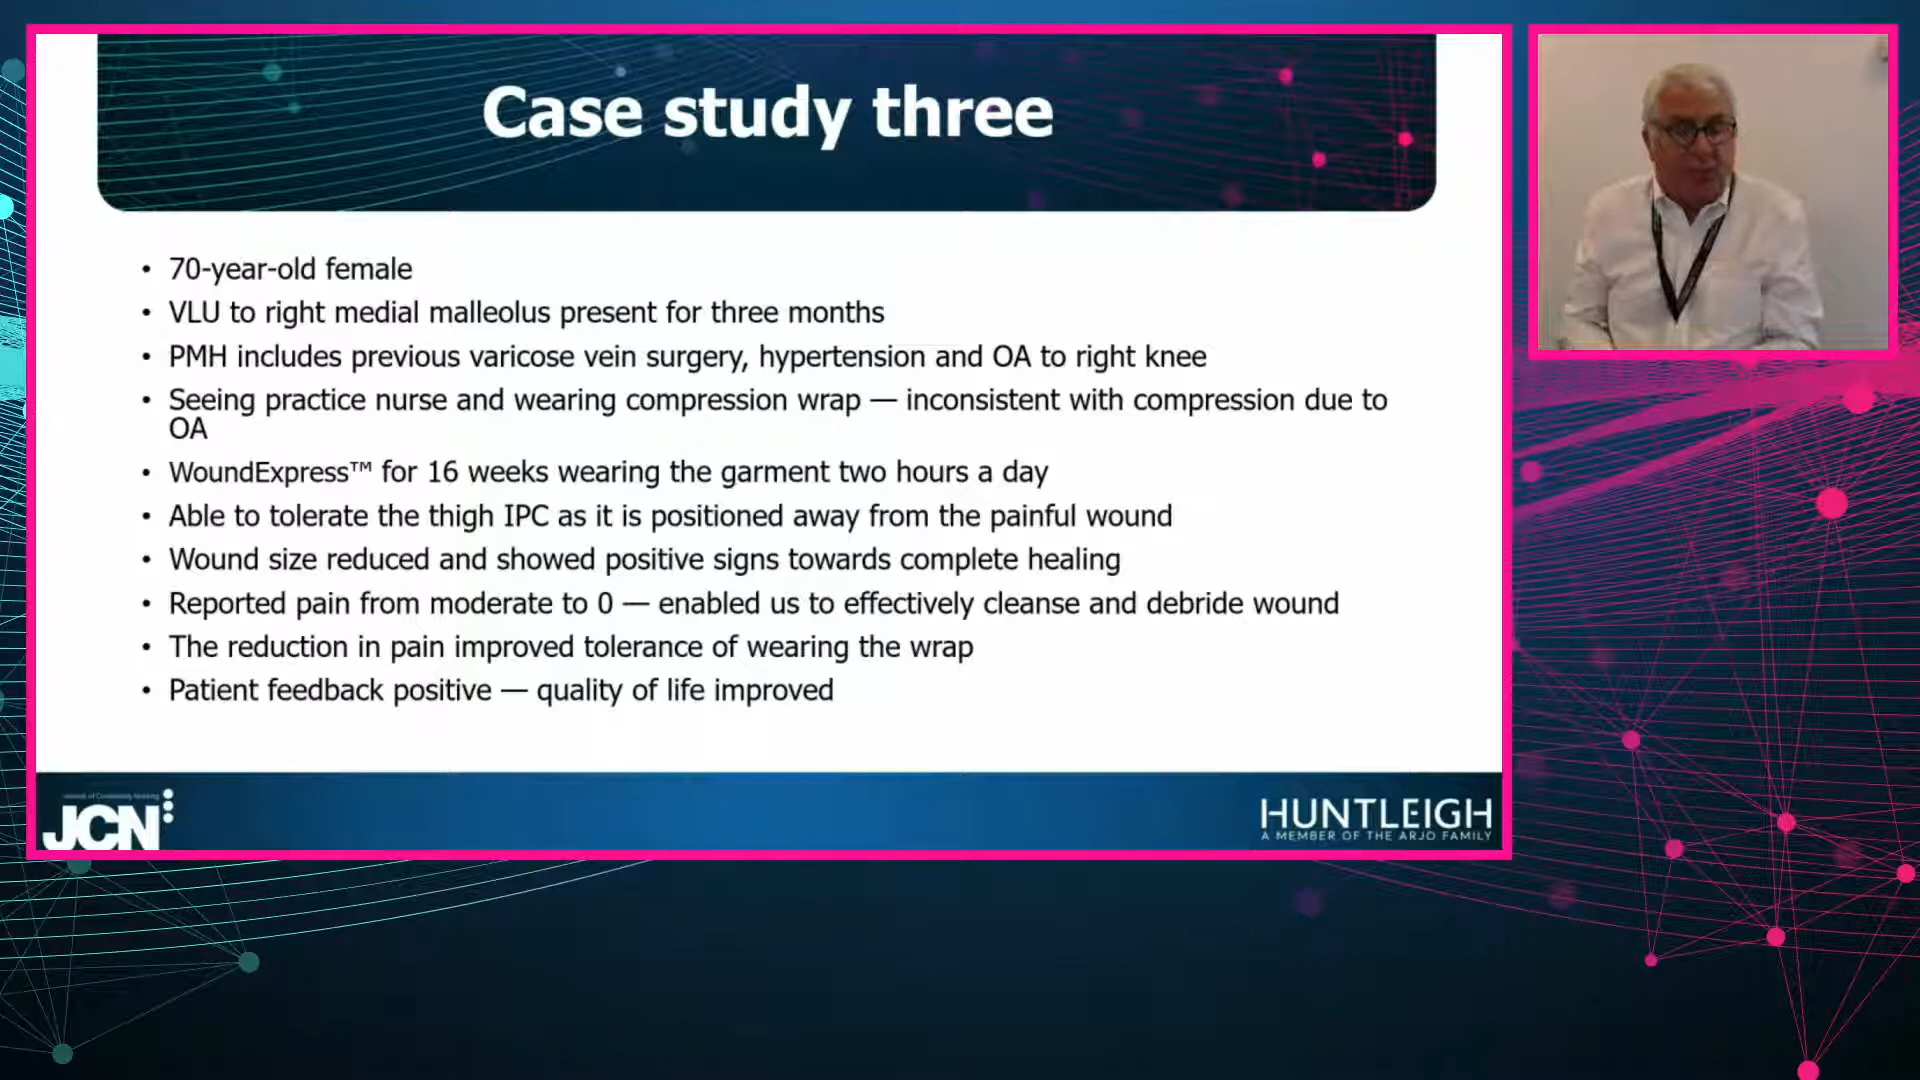 Case study three
• 70-year-old female
• VLU to right medial malleolus present for three months
• PMH includes previous varicose vein surgery, hypertension and OA to right knee
• Seeing practice nurse and wearing compression wrap — inconsistent with compression due to
OA
• WoundExpress™ for 16 weeks wearing the garment two hours a day
• Able to tolerate the thigh IPC as it is positioned away from the painful wound
• Wound size reduced and showed positive signs towards complete healing
• Reported pain from moderate to 0 — enabled us to effectively cleanse and debride wound
• The reduction in pain improved tolerance of wearing the wrap
• Patient feedback positive — quality of life improved
Journal of Community Nursing
JCN
HUNTLEIGH
A MEMBER OF THE ARJO FAMILY